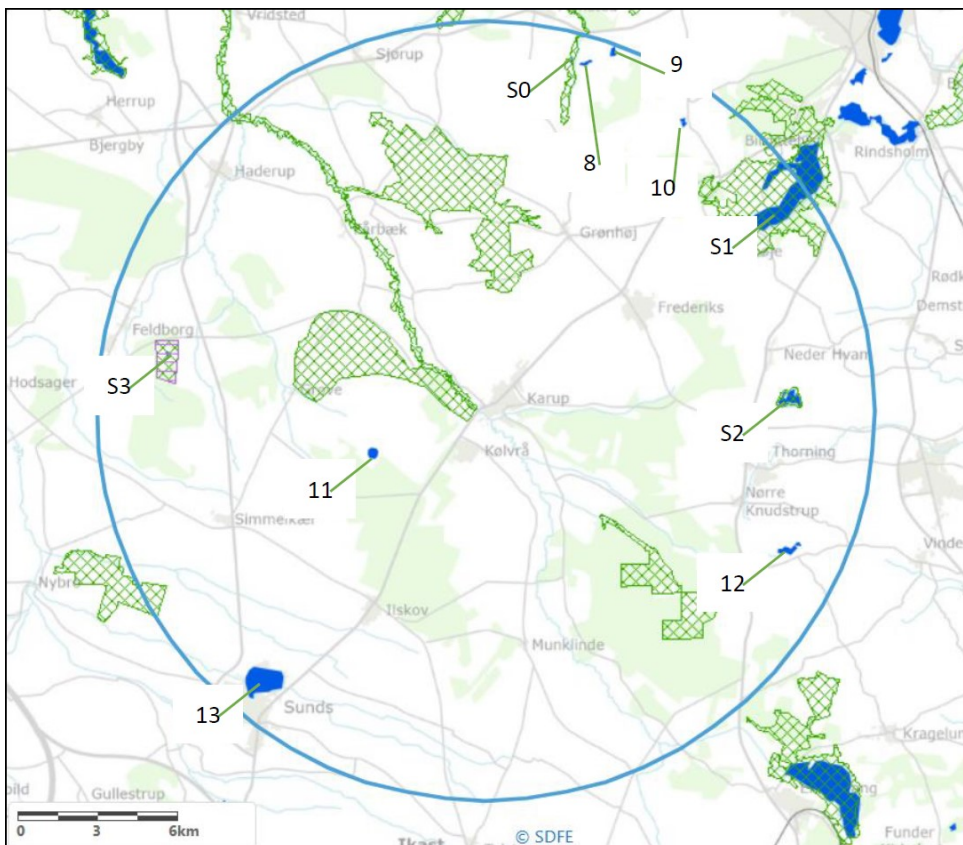 Vridsted
Sjørup
9
S0
8
Herrup
Bjergby
Haderup
10
Rindsholm
S1
Grønhøj
Frederiks
Feldborg
Neder Hvam
Hodsager
S3
Karup
S2
Kølvrå
Thorning
11
Simmelkær
Nørre
Knudstrup
12
Nybro
Ilskov
Munklinde
13
Sunds
Kragelun
Gullestrup
0 3 6km
© SDFE
Ikast
Funder